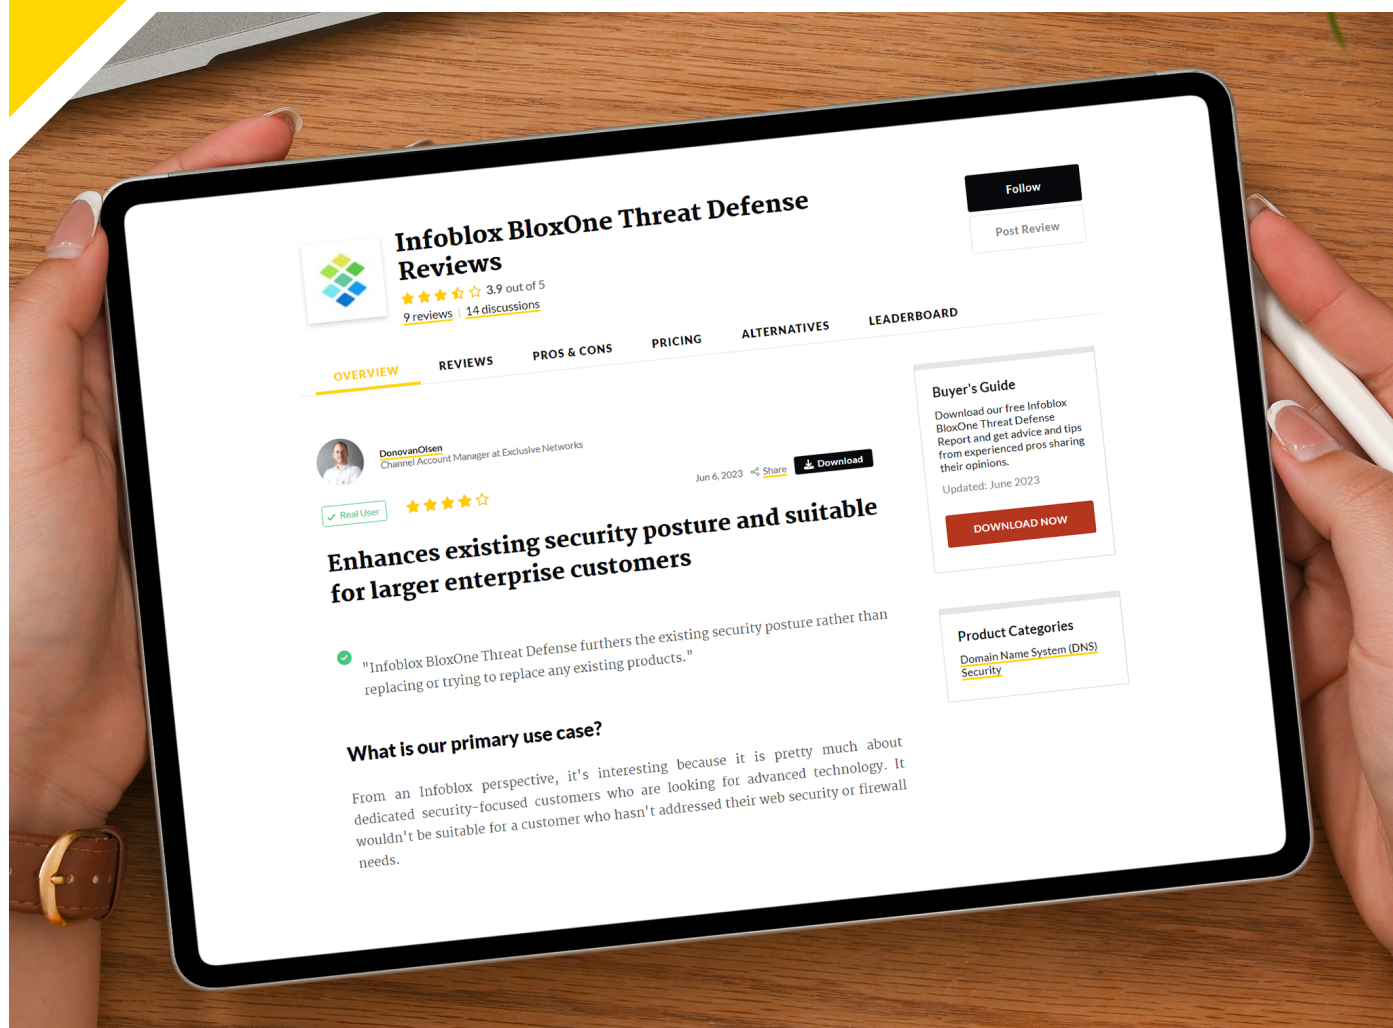 Infoblox BloxOne Threat Defense
Reviews
3.9 out of 5
9 reviews | 14 discussions
Follow
Post Review
OVERVIEW
REVIEWS
PROS & CONS
PRICING
ALTERNATIVES
LEADERBOARD
DonovanOlsen
Channel Account Manager at Exclusive Networks
Real User
Jun 6, 2023
Share
Download
Enhances existing security posture and suitable
for larger enterprise customers
"Infoblox BloxOne Threat Defense furthers the existing security posture rather than
replacing or trying to replace any existing products."
What is our primary use case?
From an Infoblox perspective, it's interesting because it is pretty much about
dedicated security-focused customers who are looking for advanced technology. It
wouldn't be suitable for a customer who hasn't addressed their web security or firewall
needs.
Buyer's Guide
Download our free Infoblox
BloxOne Threat Defense
Report and get advice and tips
from experienced pros sharing
their opinions.
Updated: June 2023
DOWNLOAD NOW
Product Categories
Domain Name System (DNS)
Security